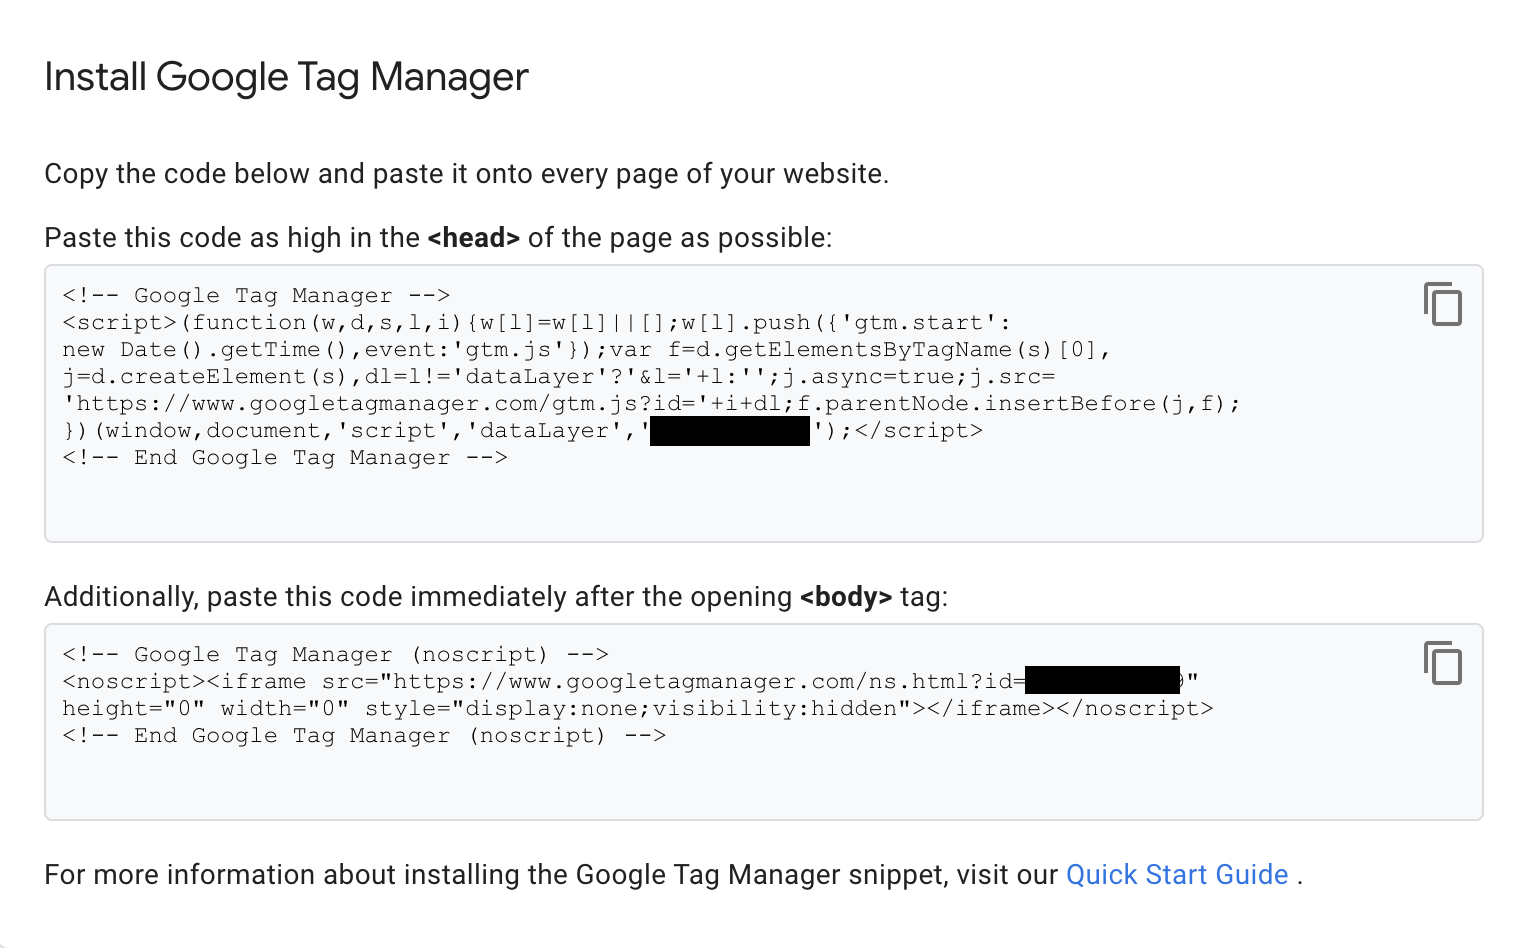 Install Google Tag Manager
Copy the code below and paste it onto every page of your website.
Paste this code as high in the <head> of the page as possible:
<!-- Google Tag Manager -->
<script>(function(w,d,s,l,i){w[l]=w[l]||[];w[l].push({'gtm.start':
new Date().getTime(),event:'gtm.js'});var f=d.getElementsByTagName(s)[0],
j=d.createElement(s),dl=l!='dataLayer'?'&l='+l:'';j.async=true;j.src=
'https://www.googletagmanager.com/gtm.js?id='+i+dl;f.parentNode.insertBefore(j,f);
})(window,document,'script','dataLayer','');</script>
<!-- End Google Tag Manager -->
Additionally, paste this code immediately after the opening <body> tag:
<!-- Google Tag Manager (noscript) -->
<noscript><iframe src="https://www.googletagmanager.com/ns.html?id="
height="0" width="0" style="display:none;visibility:hidden"></iframe></noscript>
<!-- End Google Tag Manager (noscript) -->
For more information about installing the Google Tag Manager snippet, visit our Quick Start Guide .